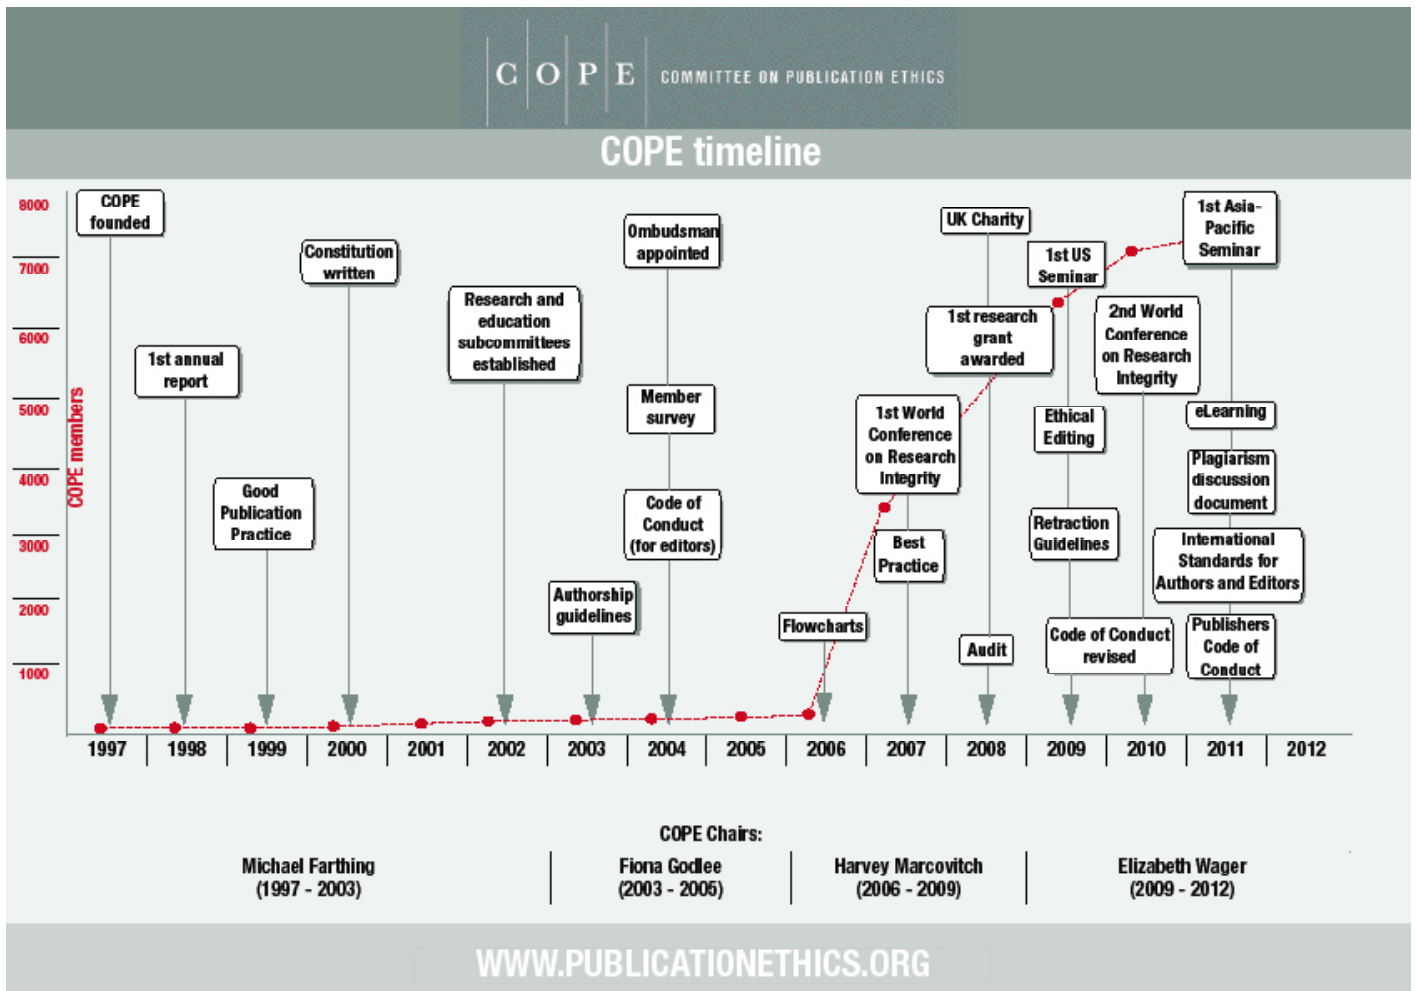 COPE COMMITTEE ON PUBLICATION ETHICS
COPE timeline
8000
7000
6000
5000
4000
3000
2000
1000
COPE members
COPE
founded
1st annual
report
Good
Publication
Practice
Constitution
written
Research and
education
subcommittees
established
Authorship
guidelines
Ombudsman
appointed
Member
survey
Code of
Conduct
(for editors)
Flowcharts
1st World
Conference
on Research
Integrity
Best
Practice
UK Charity
1st research
grant
awarded
Audit
1st US
Seminar
Ethical
Editing
Retraction
Guidelines
Code of Conduct
revised
2nd World
Conference
on Research
Integrity
1st Asia-
Pacific
Seminar
eLearning
Plagiarism
discussion
document
International
Standards for
Authors and Editors
Publishers
Code of
Conduct
1997 1998 1999 2000 2001 2002 2003 2004 2005 2006 2007 2008 2009 2010 2011 2012
COPE Chairs:
Michael Farthing
(1997 - 2003)
Fiona Godlee
(2003 - 2005)
Harvey Marcovitch
(2006 - 2009)
Elizabeth Wager
(2009 - 2012)
WWW.PUBLICATIONETHICS.ORG